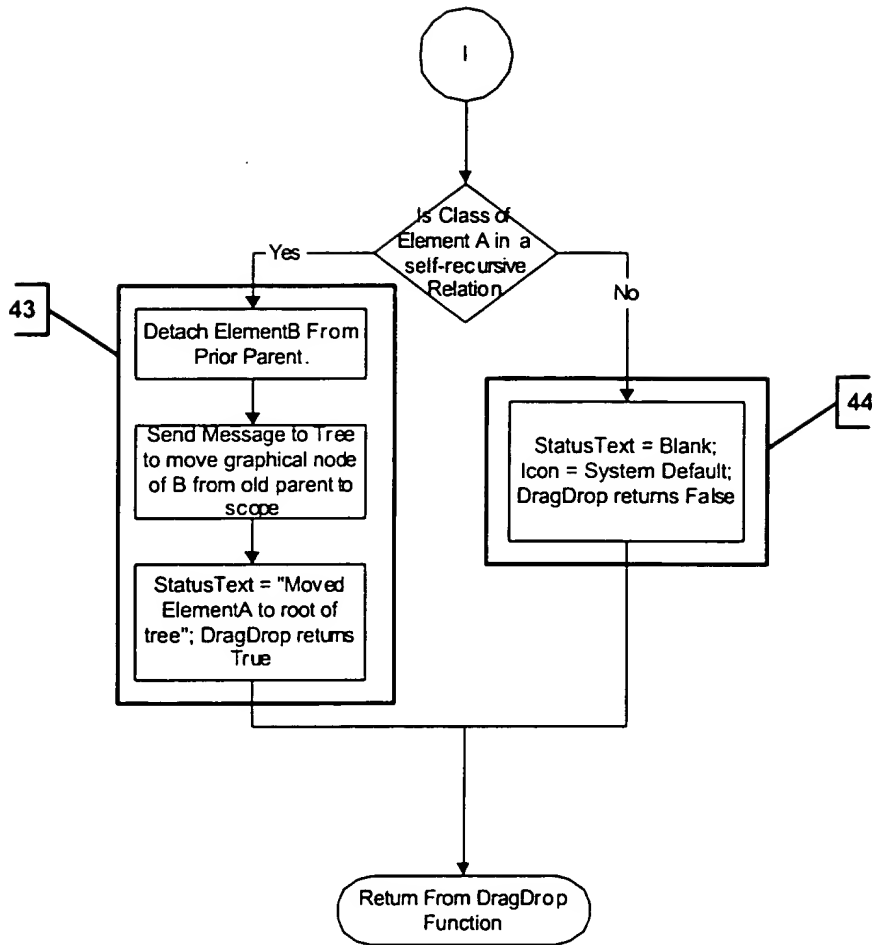 I
Is Class of
Element A in a
self-recursive
Relation
Yes
No
43
Detach ElementB From
Prior Parent.
Send Message to Tree
to move graphical node
of B from old parent to
scope
StatusText = "Moved
ElementA to root of
tree"; DragDrop returns
True
44
StatusText = Blank;
Icon = System Default;
DragDrop returns False
Return From DragDrop
Function